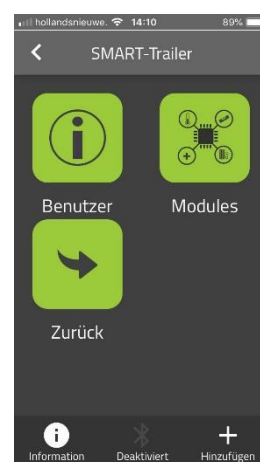 hollandsnieuwe. 14:10 89%
SMART-Trailer
Benutzer Modules
Zurück
Information Deaktiviert Hinzufügen